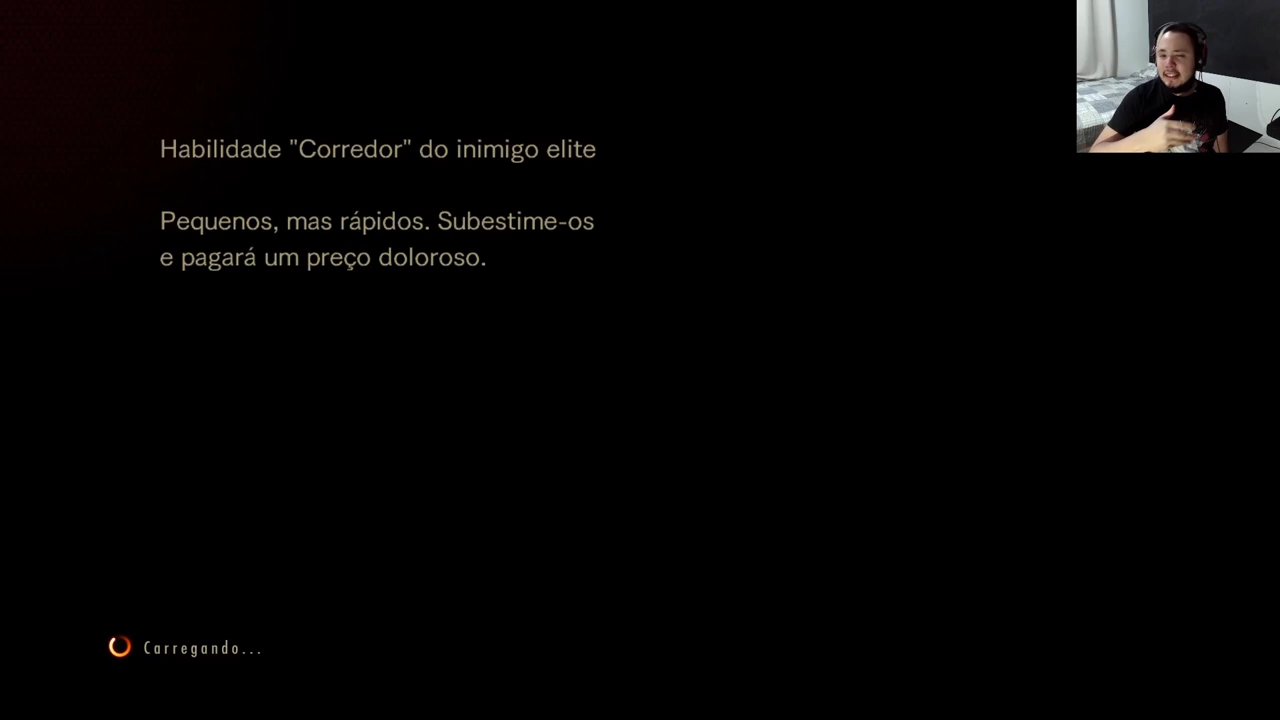 Habilidade "Corredor" do inimigo elite
Pequenos, mas rápidos. Subestime-os
e pagará um preço doloroso.
Carregando...